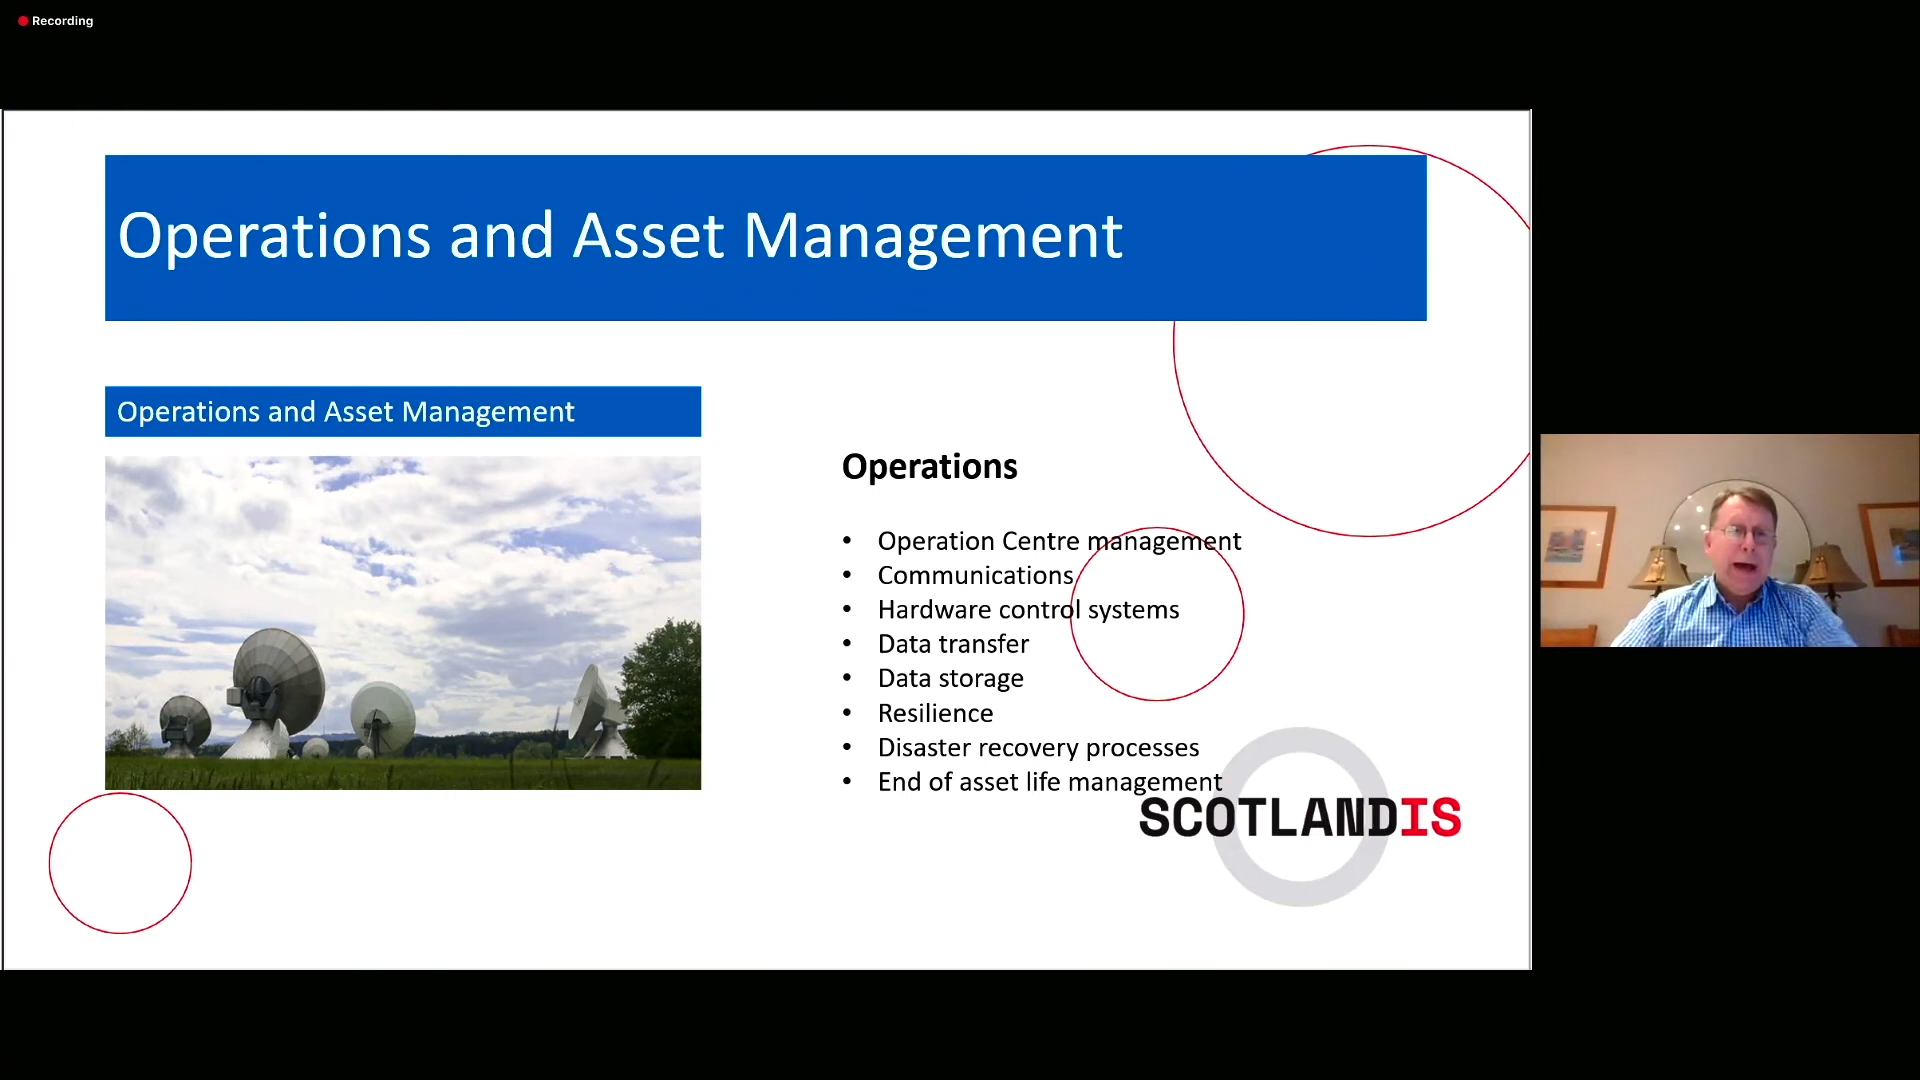 Recording
Operations and Asset Management
Operations and Asset Management
Operations
• Operation Centre management
• Communications
• Hardware control systems
• Data transfer
• Data storage
• Resilience
• Disaster recovery processes
• End of asset life management
SCOTLANDIS